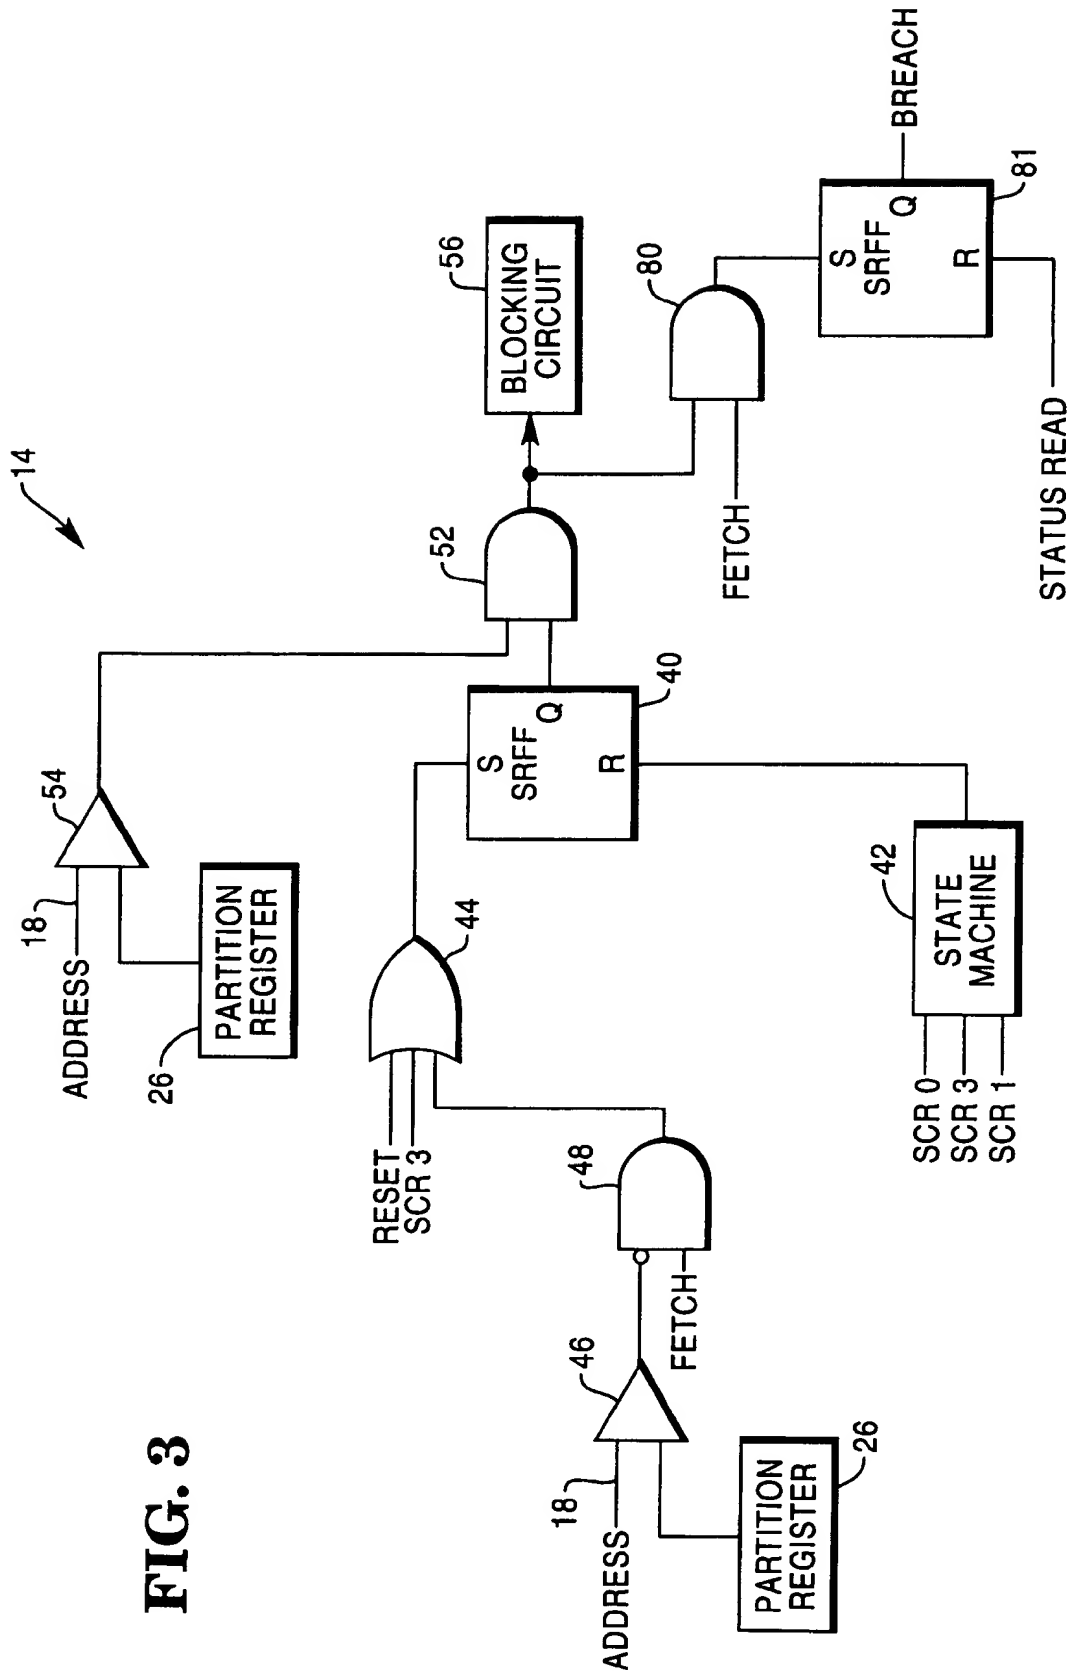 FIG. 3
14
ADDRESS
18
54
26
PARTITION
REGISTER
RESET
SCR 3
44
52
56
BLOCKING
CIRCUIT
S
SRFF
Q
R
40
ADDRESS
18
46
48
FETCH
PARTITION
REGISTER
26
FETCH
80
S
SRFF
Q
R
81
BREACH
STATUS READ
SCR 0
SCR 3
SCR 1
42
STATE
MACHINE